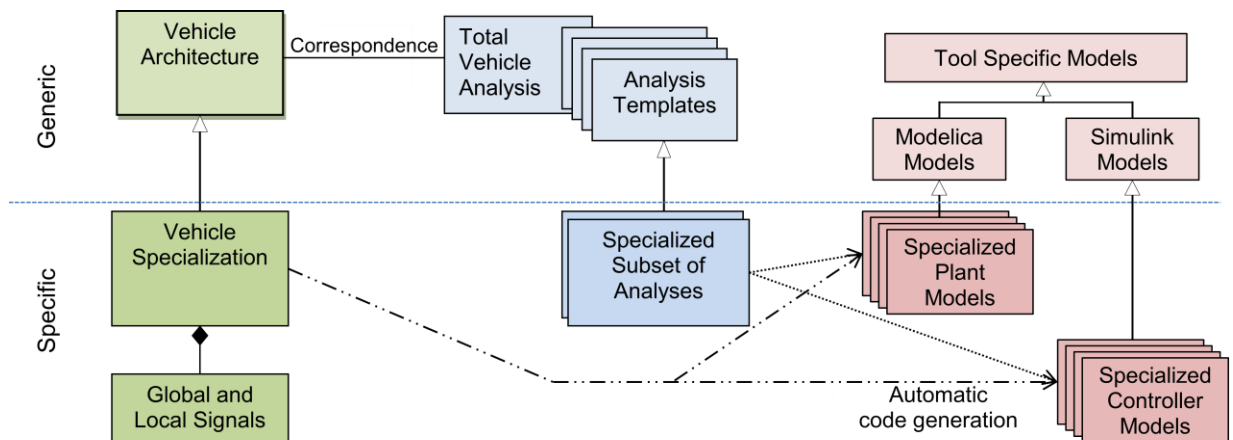 Generic
Vehicle
Architecture
Correspondence
Total
Vehicle
Analysis
Analysis
Templates
Tool Specific Models
Modelica
Models
Simulink
Models
Specific
Vehicle
Specialization
Specialized
Subset of
Analyses
Specialized
Plant
Models
Global and
Local Signals
Automatic
code generation
Specialized
Controller
Models